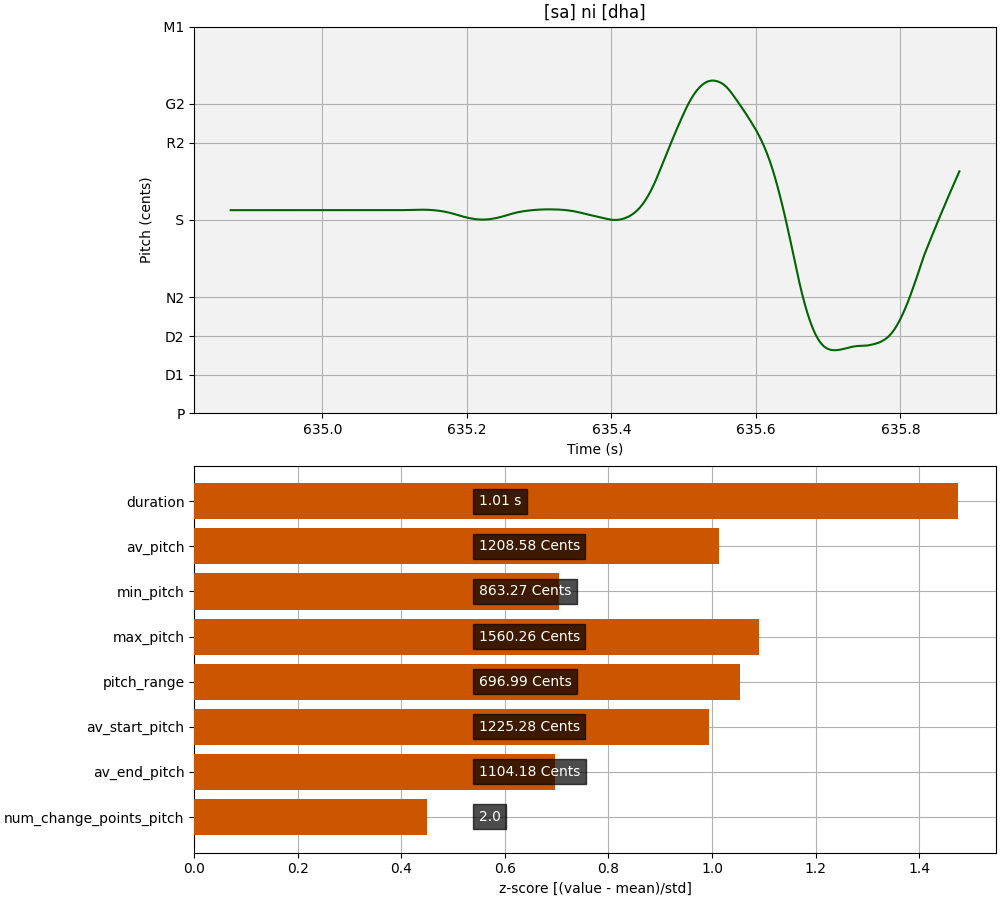 [sa] ni [dha]
M1
G2
R2
S
N2
D2
D1
P
Pitch (cents)
635.0 635.2 635.4 635.6 635.8
Time (s)
duration 1.01 s
av_pitch 1208.58 Cents
min_pitch 863.27 Cents
max_pitch 1560.26 Cents
pitch_range 696.99 Cents
av_start_pitch 1225.28 Cents
av_end_pitch 1104.18 Cents
num_change_points_pitch 2.0
0.0 0.2 0.4 0.6 0.8 1.0 1.2 1.4
z-score [(value - mean)/std]